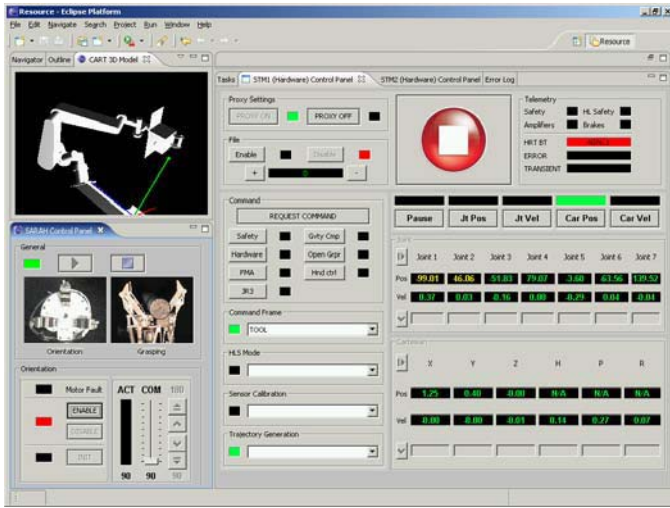 Resource - Eclipse Platform
File Edit Navigate Search Project Run Window Help
Resource
Navigator Outline CART 3D Model
Tasks STM1 (Hardware) Control Panel STM2 (Hardware) Control Panel Error Log
Proxy Settings
PROXY ON PROXY OFF
File
Enable Disable
+ 0 -
Telemetry
Safety HL Safety
Amplifiers Brakes
HRT BT
ERROR
TRANSIENT
Command
REQUEST COMMAND
Safety Gvty Cmp
Hardware Open Grpr
FMA Hnd ctrl
JR3
Command Frame
TOOL
HLS Mode
Sensor Calibration
Trajectory Generation
Pause Jt Pos Jt Vel Car Pos Car Vel
Joint
Joint 1 Joint 2 Joint 3 Joint 4 Joint 5 Joint 6 Joint 7
Pos -99.01 46.06 -51.83 79.07 -3.60 -63.56 139.52
Vel 0.37 0.03 -0.16 0.00 -0.29 0.04 -0.04
Cartesian
X Y Z H P R
Pos 1.25 0.40 -0.00 N/A N/A N/A
Vel -0.00 -0.00 -0.01 0.14 0.27 0.07
SARAH Control Panel
General
Orientation Grasping
Orientation
Motor Fault
ENABLE
DISABLE
INIT
ACT COM 180
90 90 90